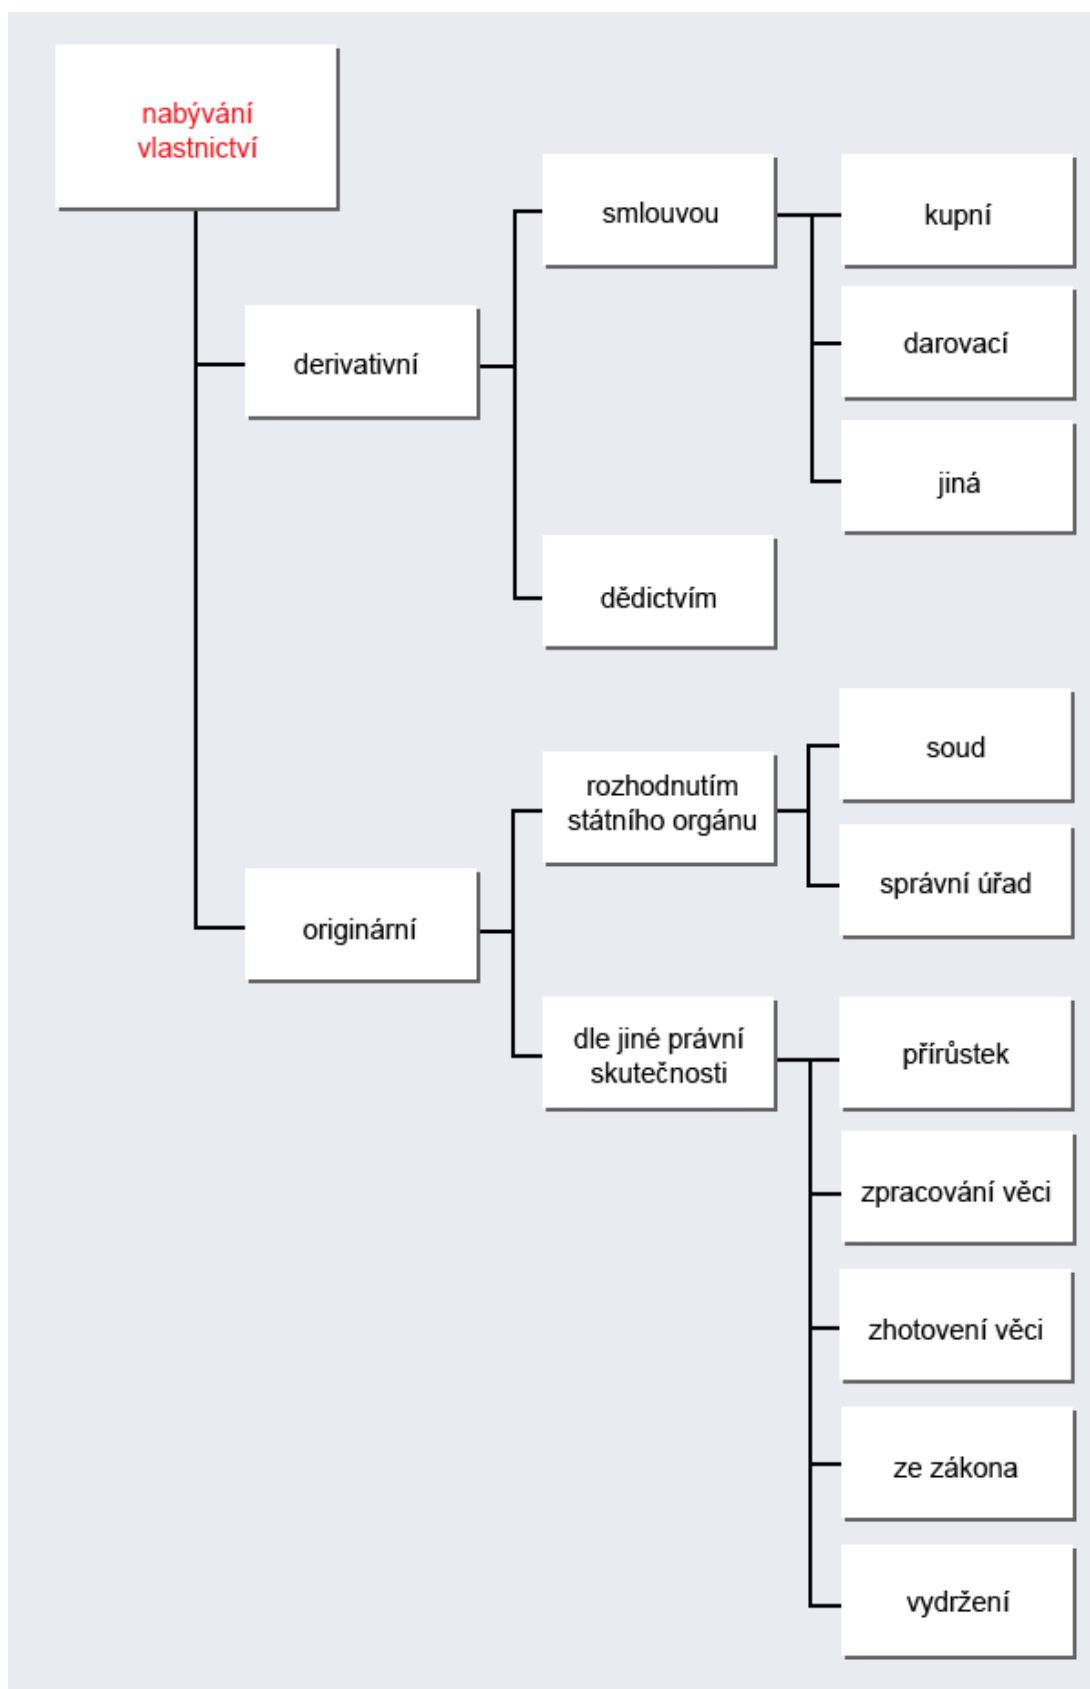 nabývání
vlastnictví
derivativní
smlouvou
kupní
darovací
jiná
dědictvím
originární
rozhodnutím
státního orgánu
soud
správní úřad
dle jiné právní
skutečnosti
přírůstek
zpracování věci
zhotovení věci
ze zákona
vydržení